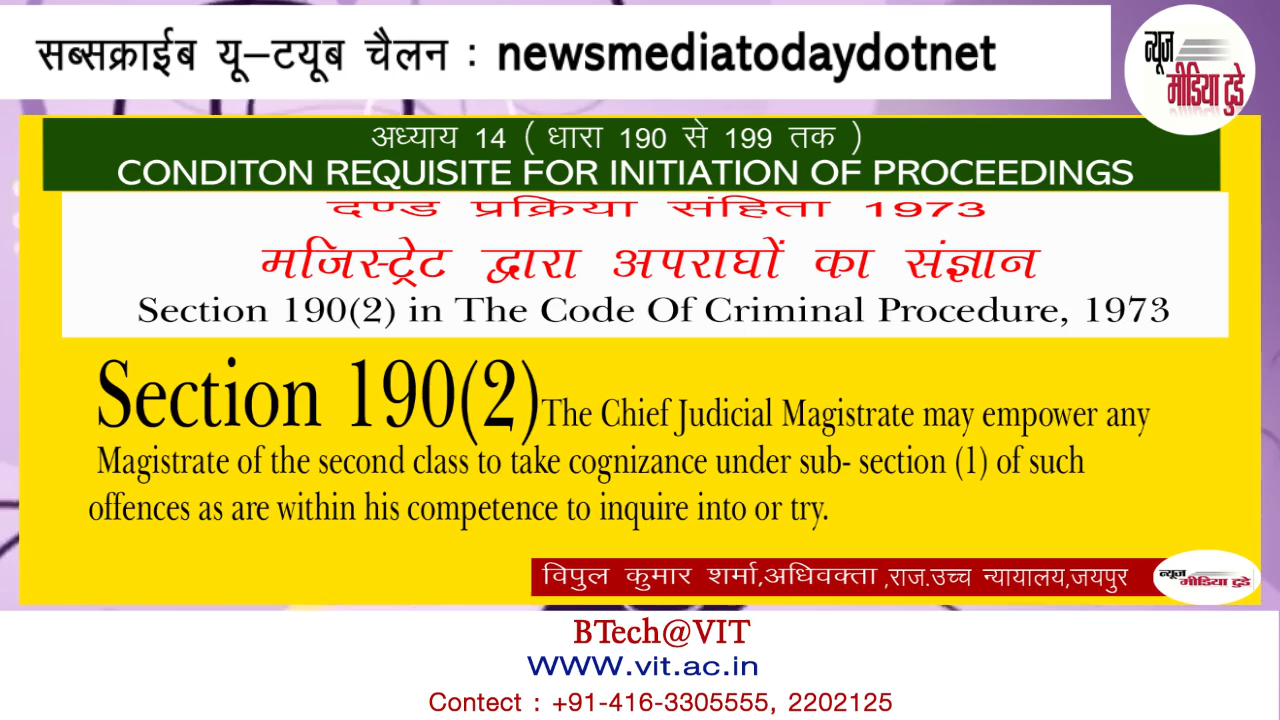 सब्सक्राईब यू–टयूब चैलन : newsmediatodaydotnet
न्यूज
मीडिया टुडे
अध्याय 14 ( धारा 190 से 199 तक )
CONDITON REQUISITE FOR INITIATION OF PROCEEDINGS
दण्ड प्रक्रिया संहिता 1973
मजिस्ट्रेट द्वारा अपराघों का संज्ञान
Section 190(2) in The Code Of Criminal Procedure, 1973
Section 190(2) The Chief Judicial Magistrate may empower any
Magistrate of the second class to take cognizance under sub- section (1) of such
offences as are within his competence to inquire into or try.
विपुल कुमार शर्मा,अधिवक्ता ,राज.उच्च न्यायालय,जयपुर
न्यूज
मीडिया टुडे
BTech@VIT
WWW.vit.ac.in
Contect : +91-416-3305555, 2202125